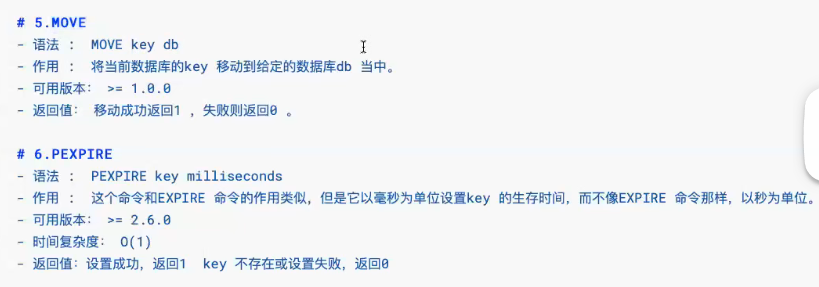 # 5.MOVE
- 语法 ： MOVE key db
- 作用 ： 将当前数据库的key 移动到给定的数据库db 当中。
- 可用版本： >= 1.0.0
- 返回值： 移动成功返回1 ，失败则返回0 。
# 6.PEXPIRE
- 语法 ： PEXPIRE key milliseconds
- 作用 ： 这个命令和EXPIRE 命令的作用类似，但是它以毫秒为单位设置key 的生存时间，而不像EXPIRE 命令那样，以秒为单位。
- 可用版本： >= 2.6.0
- 时间复杂度： O(1)
- 返回值：设置成功，返回1  key 不存在或设置失败，返回0